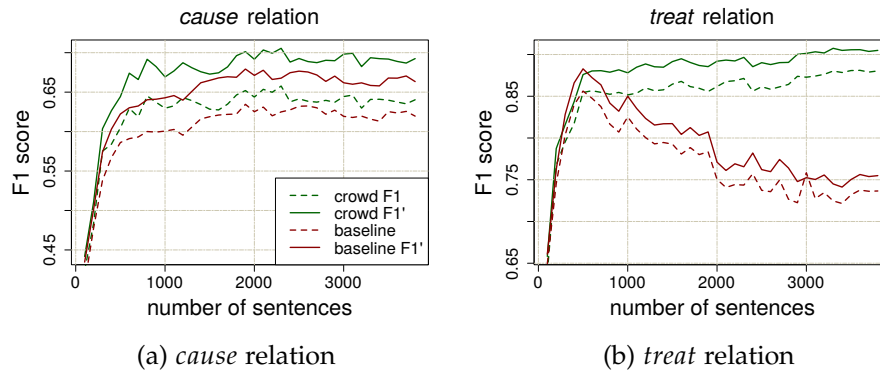 cause relation
F1 score
0.65
0.55
0.45
0
1000
2000
3000
number of sentences
crowd F1
crowd F1'
baseline
baseline F1'
(a) cause relation
treat relation
F1 score
0.85
0.75
0.65
0
1000
2000
3000
number of sentences
(b) treat relation